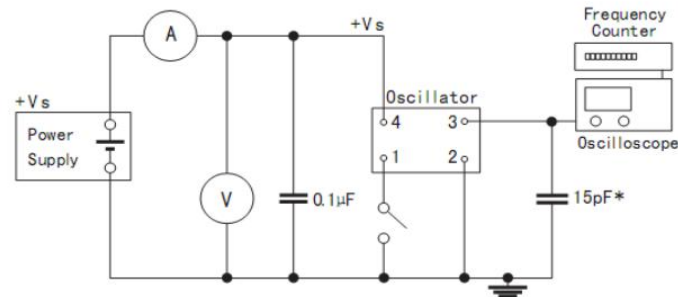 Frequency
Counter
+Vs
A
Oscillator
+Vs
4 3
Power
Supply
1 2
Oscilloscope
V
0.1μF
15pF*